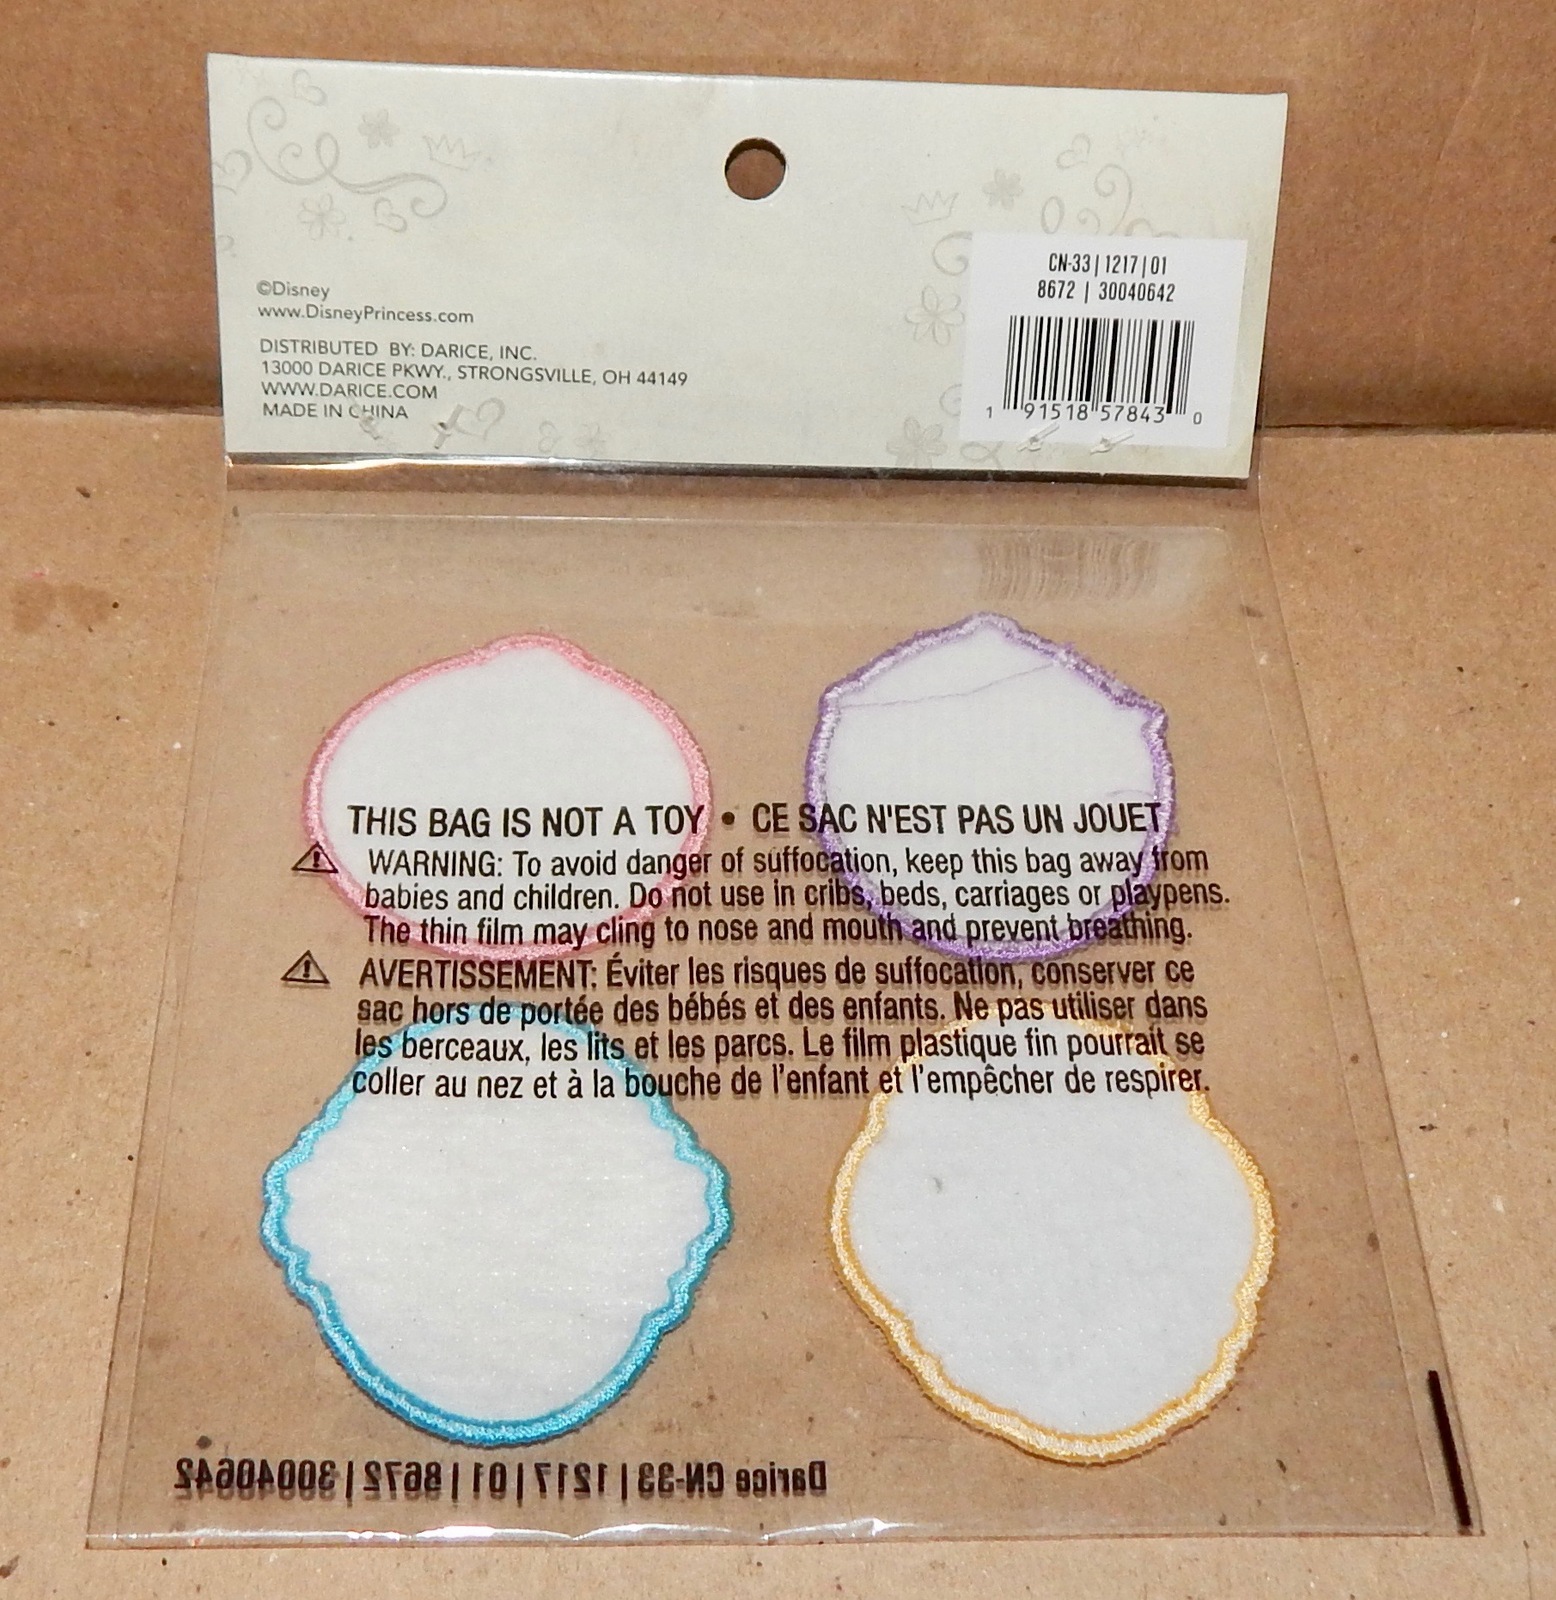 ©Disney
www.DisneyPrincess.com
DISTRIBUTED BY: DARICE, INC.
13000 DARICE PKWY., STRONGSVILLE, OH 44149
WWW.DARICE.COM
MADE IN CHINA
CN-33 | 1217 | 01
8672 | 30040642
1 91518 57843 0
THIS BAG IS NOT A TOY • CE SAC N'EST PAS UN JOUET
WARNING: To avoid danger of suffocation, keep this bag away from
babies and children. Do not use in cribs, beds, carriages or playpens.
The thin film may cling to nose and mouth and prevent breathing.
AVERTISSEMENT: Éviter les risques de suffocation, conserver ce
sac hors de portée des bébés et des enfants. Ne pas utiliser dans
les berceaux, les lits et les parcs. Le film plastique fin pourrait se
coller au nez et à la bouche de l'enfant et l'empêcher de respirer.
Darice CN-33 | 1217 | 01 | 8672 | 30040642